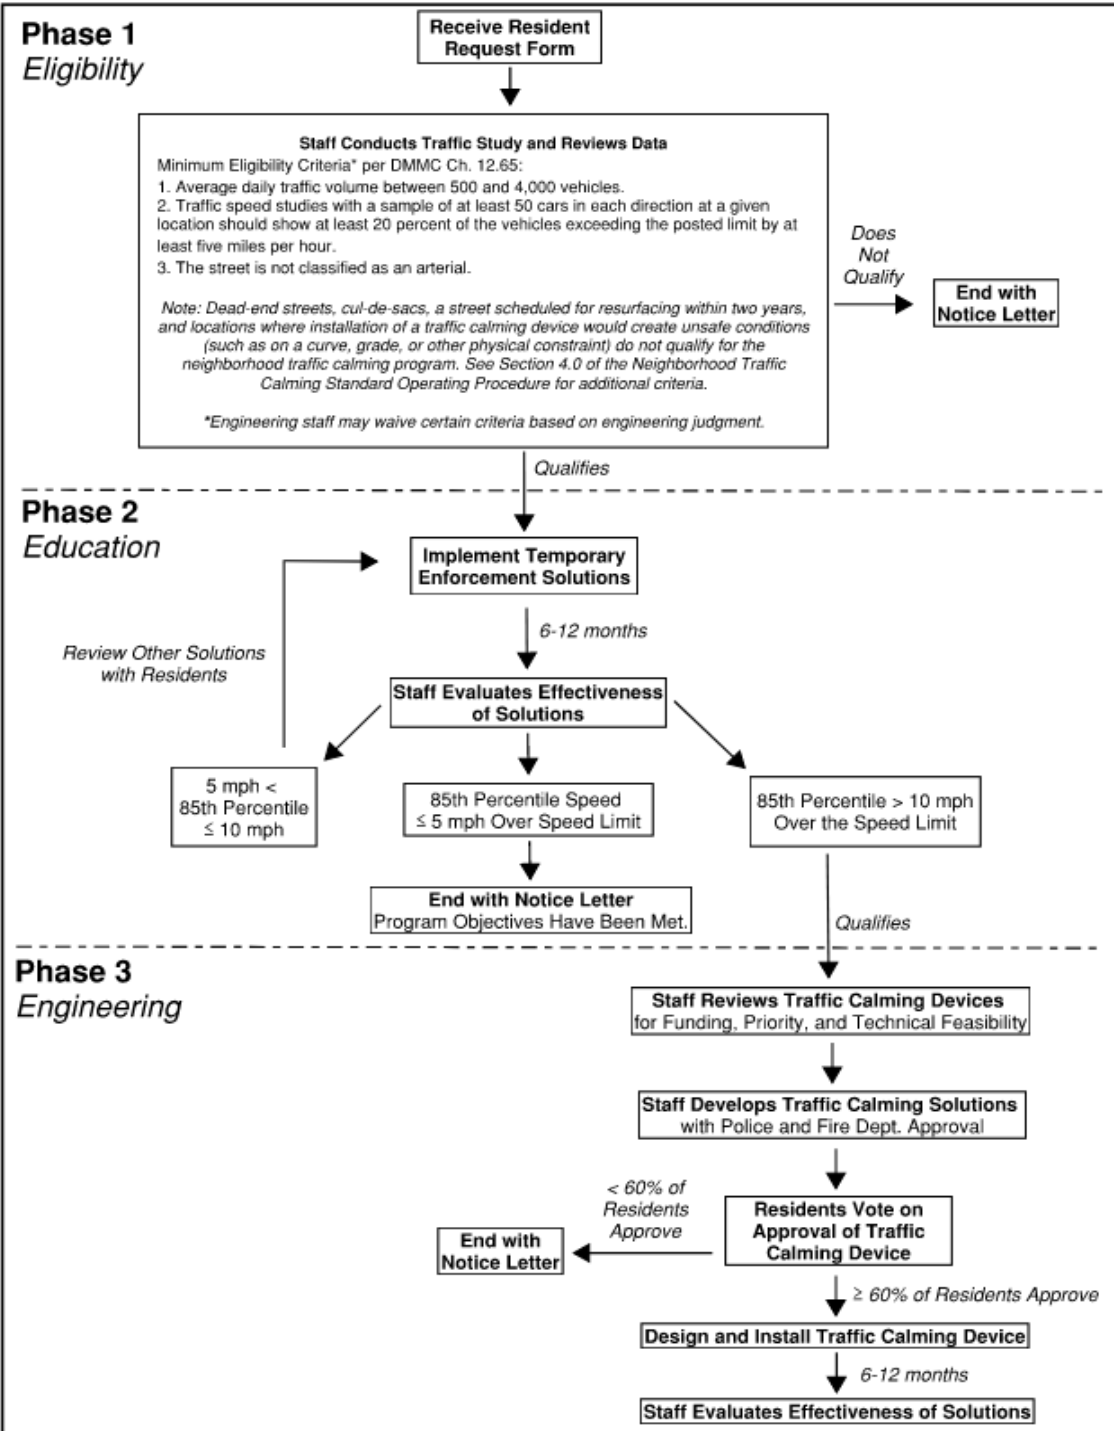 Phase 1
Eligibility
Receive Resident
Request Form
Staff Conducts Traffic Study and Reviews Data
Minimum Eligibility Criteria* per DMMC Ch. 12.65:
1. Average daily traffic volume between 500 and 4,000 vehicles.
2. Traffic speed studies with a sample of at least 50 cars in each direction at a given
location should show at least 20 percent of the vehicles exceeding the posted limit by at
least five miles per hour.
3. The street is not classified as an arterial.
Note: Dead-end streets, cul-de-sacs, a street scheduled for resurfacing within two years,
and locations where installation of a traffic calming device would create unsafe conditions
(such as on a curve, grade, or other physical constraint) do not qualify for the
neighborhood traffic calming program. See Section 4.0 of the Neighborhood Traffic
Calming Standard Operating Procedure for additional criteria.
*Engineering staff may waive certain criteria based on engineering judgment.
Does
Not
Qualify
End with
Notice Letter
Qualifies
Phase 2
Education
Implement Temporary
Enforcement Solutions
6-12 months
Review Other Solutions
with Residents
Staff Evaluates Effectiveness
of Solutions
5 mph <
85th Percentile
≤ 10 mph
85th Percentile Speed
≤ 5 mph Over Speed Limit
85th Percentile > 10 mph
Over the Speed Limit
End with Notice Letter
Program Objectives Have Been Met.
Qualifies
Phase 3
Engineering
Staff Reviews Traffic Calming Devices
for Funding, Priority, and Technical Feasibility
Staff Develops Traffic Calming Solutions
with Police and Fire Dept. Approval
< 60% of
Residents
Approve
Residents Vote on
Approval of Traffic
Calming Device
End with
Notice Letter
≥ 60% of Residents Approve
Design and Install Traffic Calming Device
6-12 months
Staff Evaluates Effectiveness of Solutions